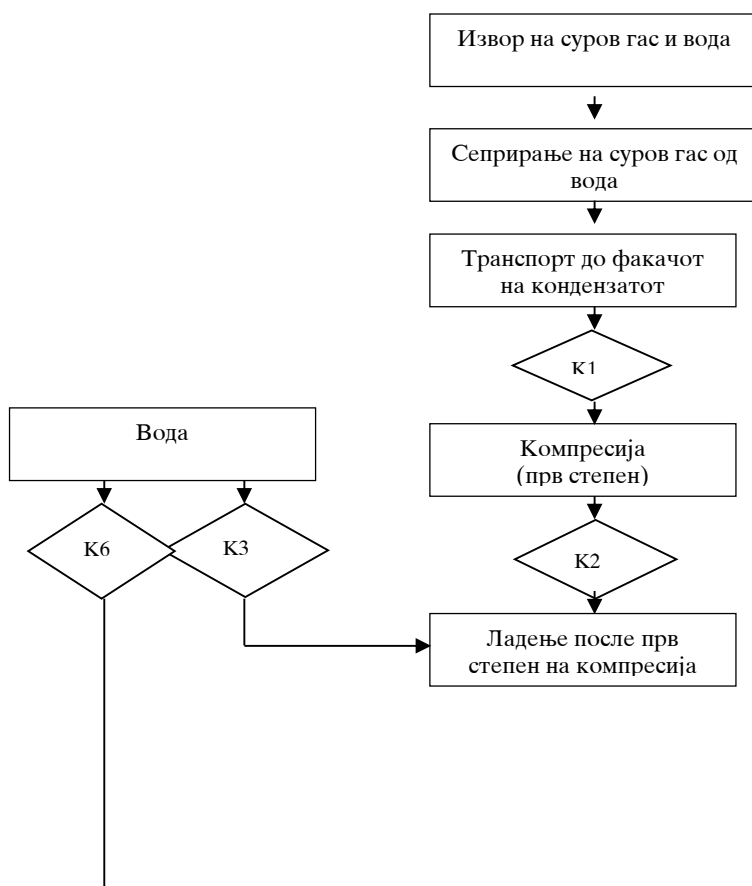 Извор на суров гас и вода
Сеприрање на суров гас од
вода
Транспорт до факачот
на кондензатот
К1
Вода
Компресија
(прв степен)
К6
К3
К2
Ладење после прв
степен на компресија